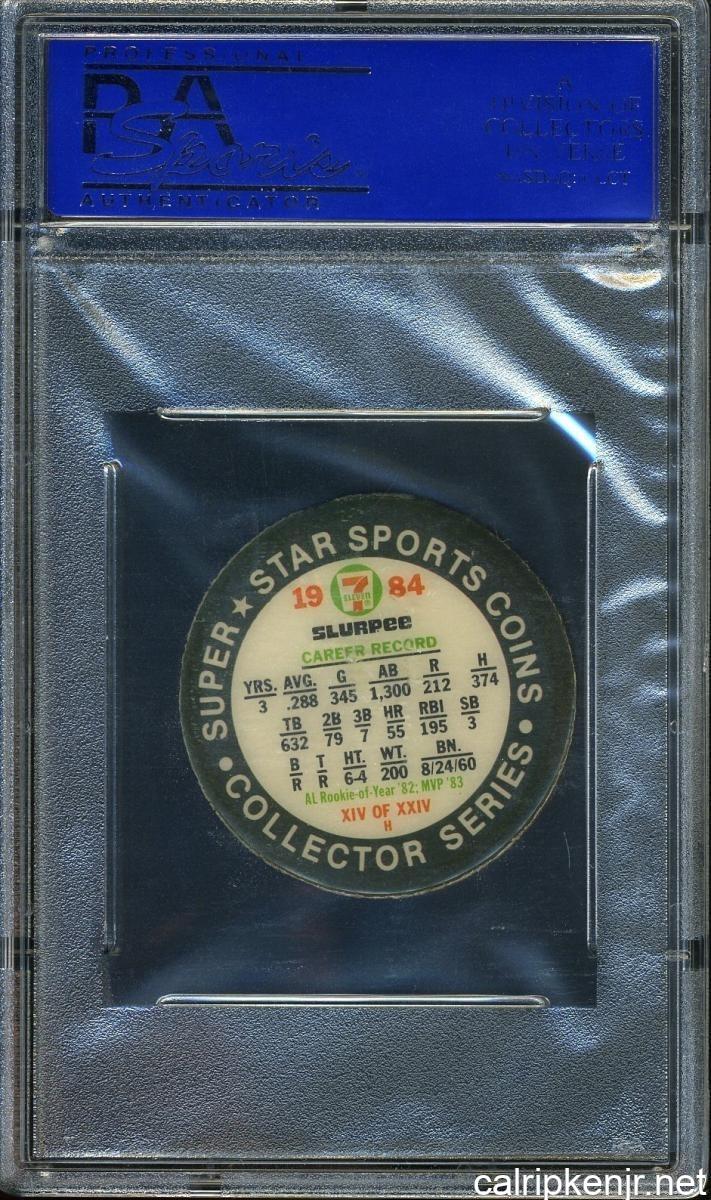 PROFESSIONAL
PSA
Sports
AUTHENTICATOR
A
DIVISION OF
COLLECTORS
UNIVERSE
NASDAQ: CLCT
SUPER ★ STAR SPORTS COINS
• COLLECTOR SERIES •
19 7 ELEVEN ® 84
SLURPEE
CAREER RECORD
YRS. AVG. G AB R H
3 .288 345 1,300 212 374
TB 2B 3B HR RBI SB
632 79 7 55 195 3
B T HT. WT. BN.
R R 6-4 200 8/24/60
AL Rookie-of-Year '82; MVP '83
XIV OF XXIV
H
calripkenjr.net